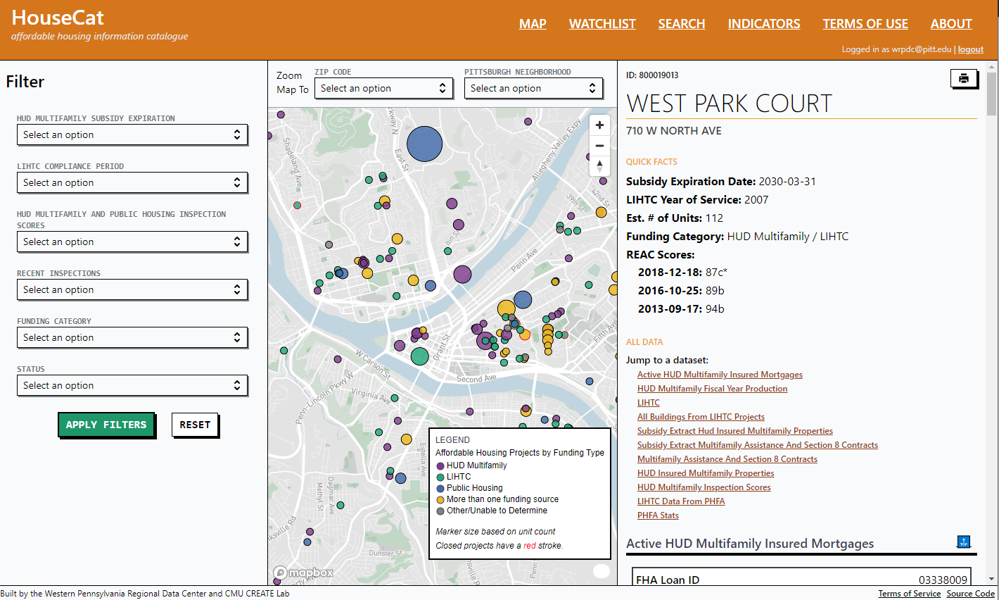 HouseCat
affordable housing information catalogue
MAP WATCHLIST SEARCH INDICATORS TERMS OF USE ABOUT
Logged in as wrpdc@pitt.edu | logout
Filter
HUD MULTIFAMILY SUBSIDY EXPIRATION
Select an option
LIHTC COMPLIANCE PERIOD
Select an option
HUD MULTIFAMILY AND PUBLIC HOUSING INSPECTION
SCORES
Select an option
RECENT INSPECTIONS
Select an option
FUNDING CATEGORY
Select an option
STATUS
Select an option
APPLY FILTERS RESET
Zoom
Map To
ZIP CODE
Select an option
PITTSBURGH NEIGHBORHOOD
Select an option
Shadeland Ave
East St
Allegheny Valley Expy
42nd St
39th St
Itin St
Penn Ave
Fifth Ave
Grant St
W Carson St
Second Ave
Penn-Lincoln Pkwy W
Virginia Ave
Estella Ave
Dagmar Ave
Methyl St
Dunster St
LEGEND
Affordable Housing Projects by Funding Type
HUD Multifamily
LIHTC
Public Housing
More than one funding source
Other/Unable to Determine
Marker size based on unit count
Closed projects have a red stroke.
mapbox
ID: 800019013
WEST PARK COURT
710 W NORTH AVE
QUICK FACTS
Subsidy Expiration Date: 2030-03-31
LIHTC Year of Service: 2007
Est. # of Units: 112
Funding Category: HUD Multifamily / LIHTC
REAC Scores:
2018-12-18: 87c*
2016-10-25: 89b
2013-09-17: 94b
ALL DATA
Jump to a dataset:
Active HUD Multifamily Insured Mortgages
HUD Multifamily Fiscal Year Production
LIHTC
All Buildings From LIHTC Projects
Subsidy Extract Hud Insured Multifamily Properties
Subsidy Extract Multifamily Assistance And Section 8 Contracts
Multifamily Assistance And Section 8 Contracts
HUD Insured Multifamily Properties
HUD Multifamily Inspection Scores
LIHTC Data From PHFA
PHFA Stats
Active HUD Multifamily Insured Mortgages
TOP
FHA Loan ID 03338009
Built by the Western Pennsylvania Regional Data Center and CMU CREATE Lab
Terms of Service Source Code